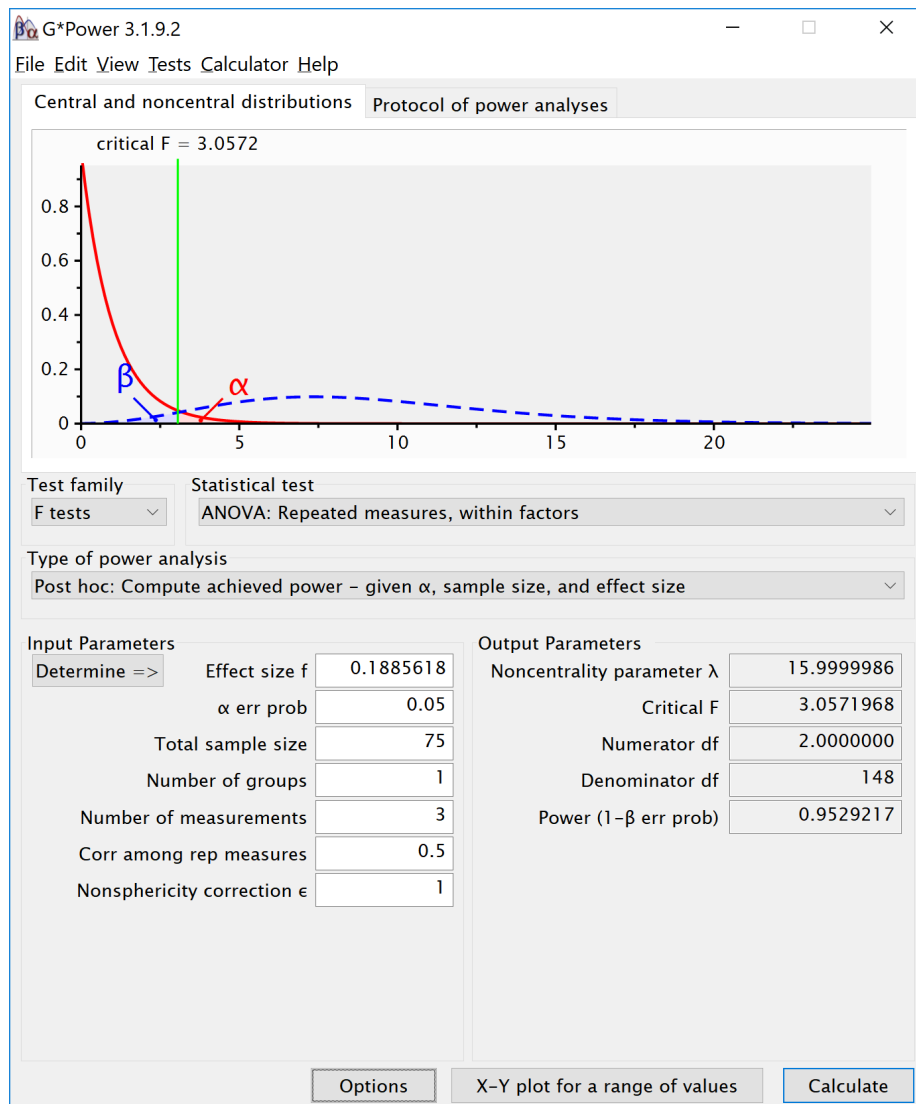 βα G*Power 3.1.9.2
File Edit View Tests Calculator Help
Central and noncentral distributions Protocol of power analyses
critical F = 3.0572
0.8
0.6
0.4
0.2
0
β α
0 5 10 15 20
Test family Statistical test
F tests ANOVA: Repeated measures, within factors
Type of power analysis
Post hoc: Compute achieved power – given α, sample size, and effect size
Input Parameters Output Parameters
Determine => Effect size f 0.1885618 Noncentrality parameter λ 15.9999986
α err prob 0.05 Critical F 3.0571968
Total sample size 75 Numerator df 2.0000000
Number of groups 1 Denominator df 148
Number of measurements 3 Power (1-β err prob) 0.9529217
Corr among rep measures 0.5
Nonsphericity correction ϵ 1
Options X-Y plot for a range of values Calculate